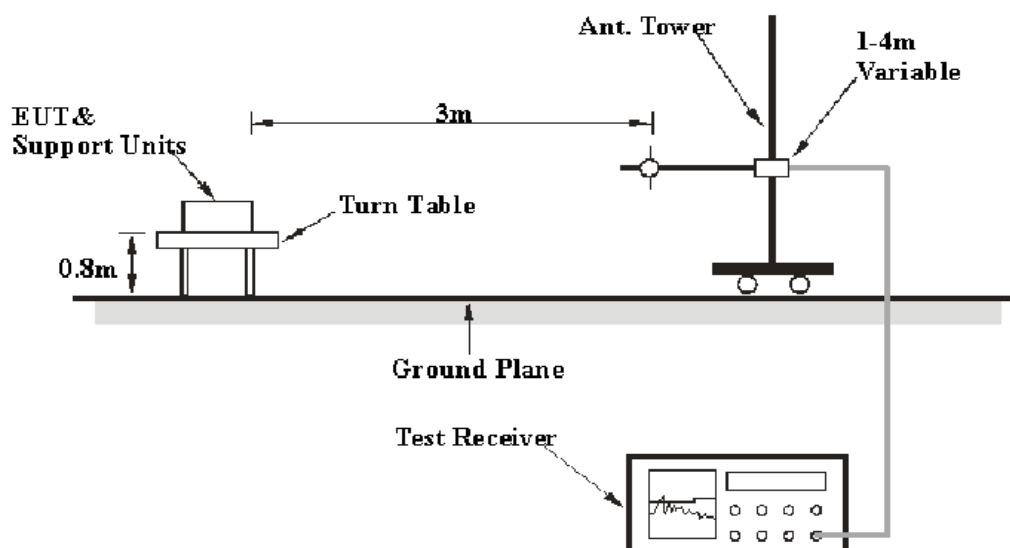 Ant. Tower
1-4m
Variable
EUT&
Support Units
3m
Turn Table
0.8m
Ground Plane
Test Receiver